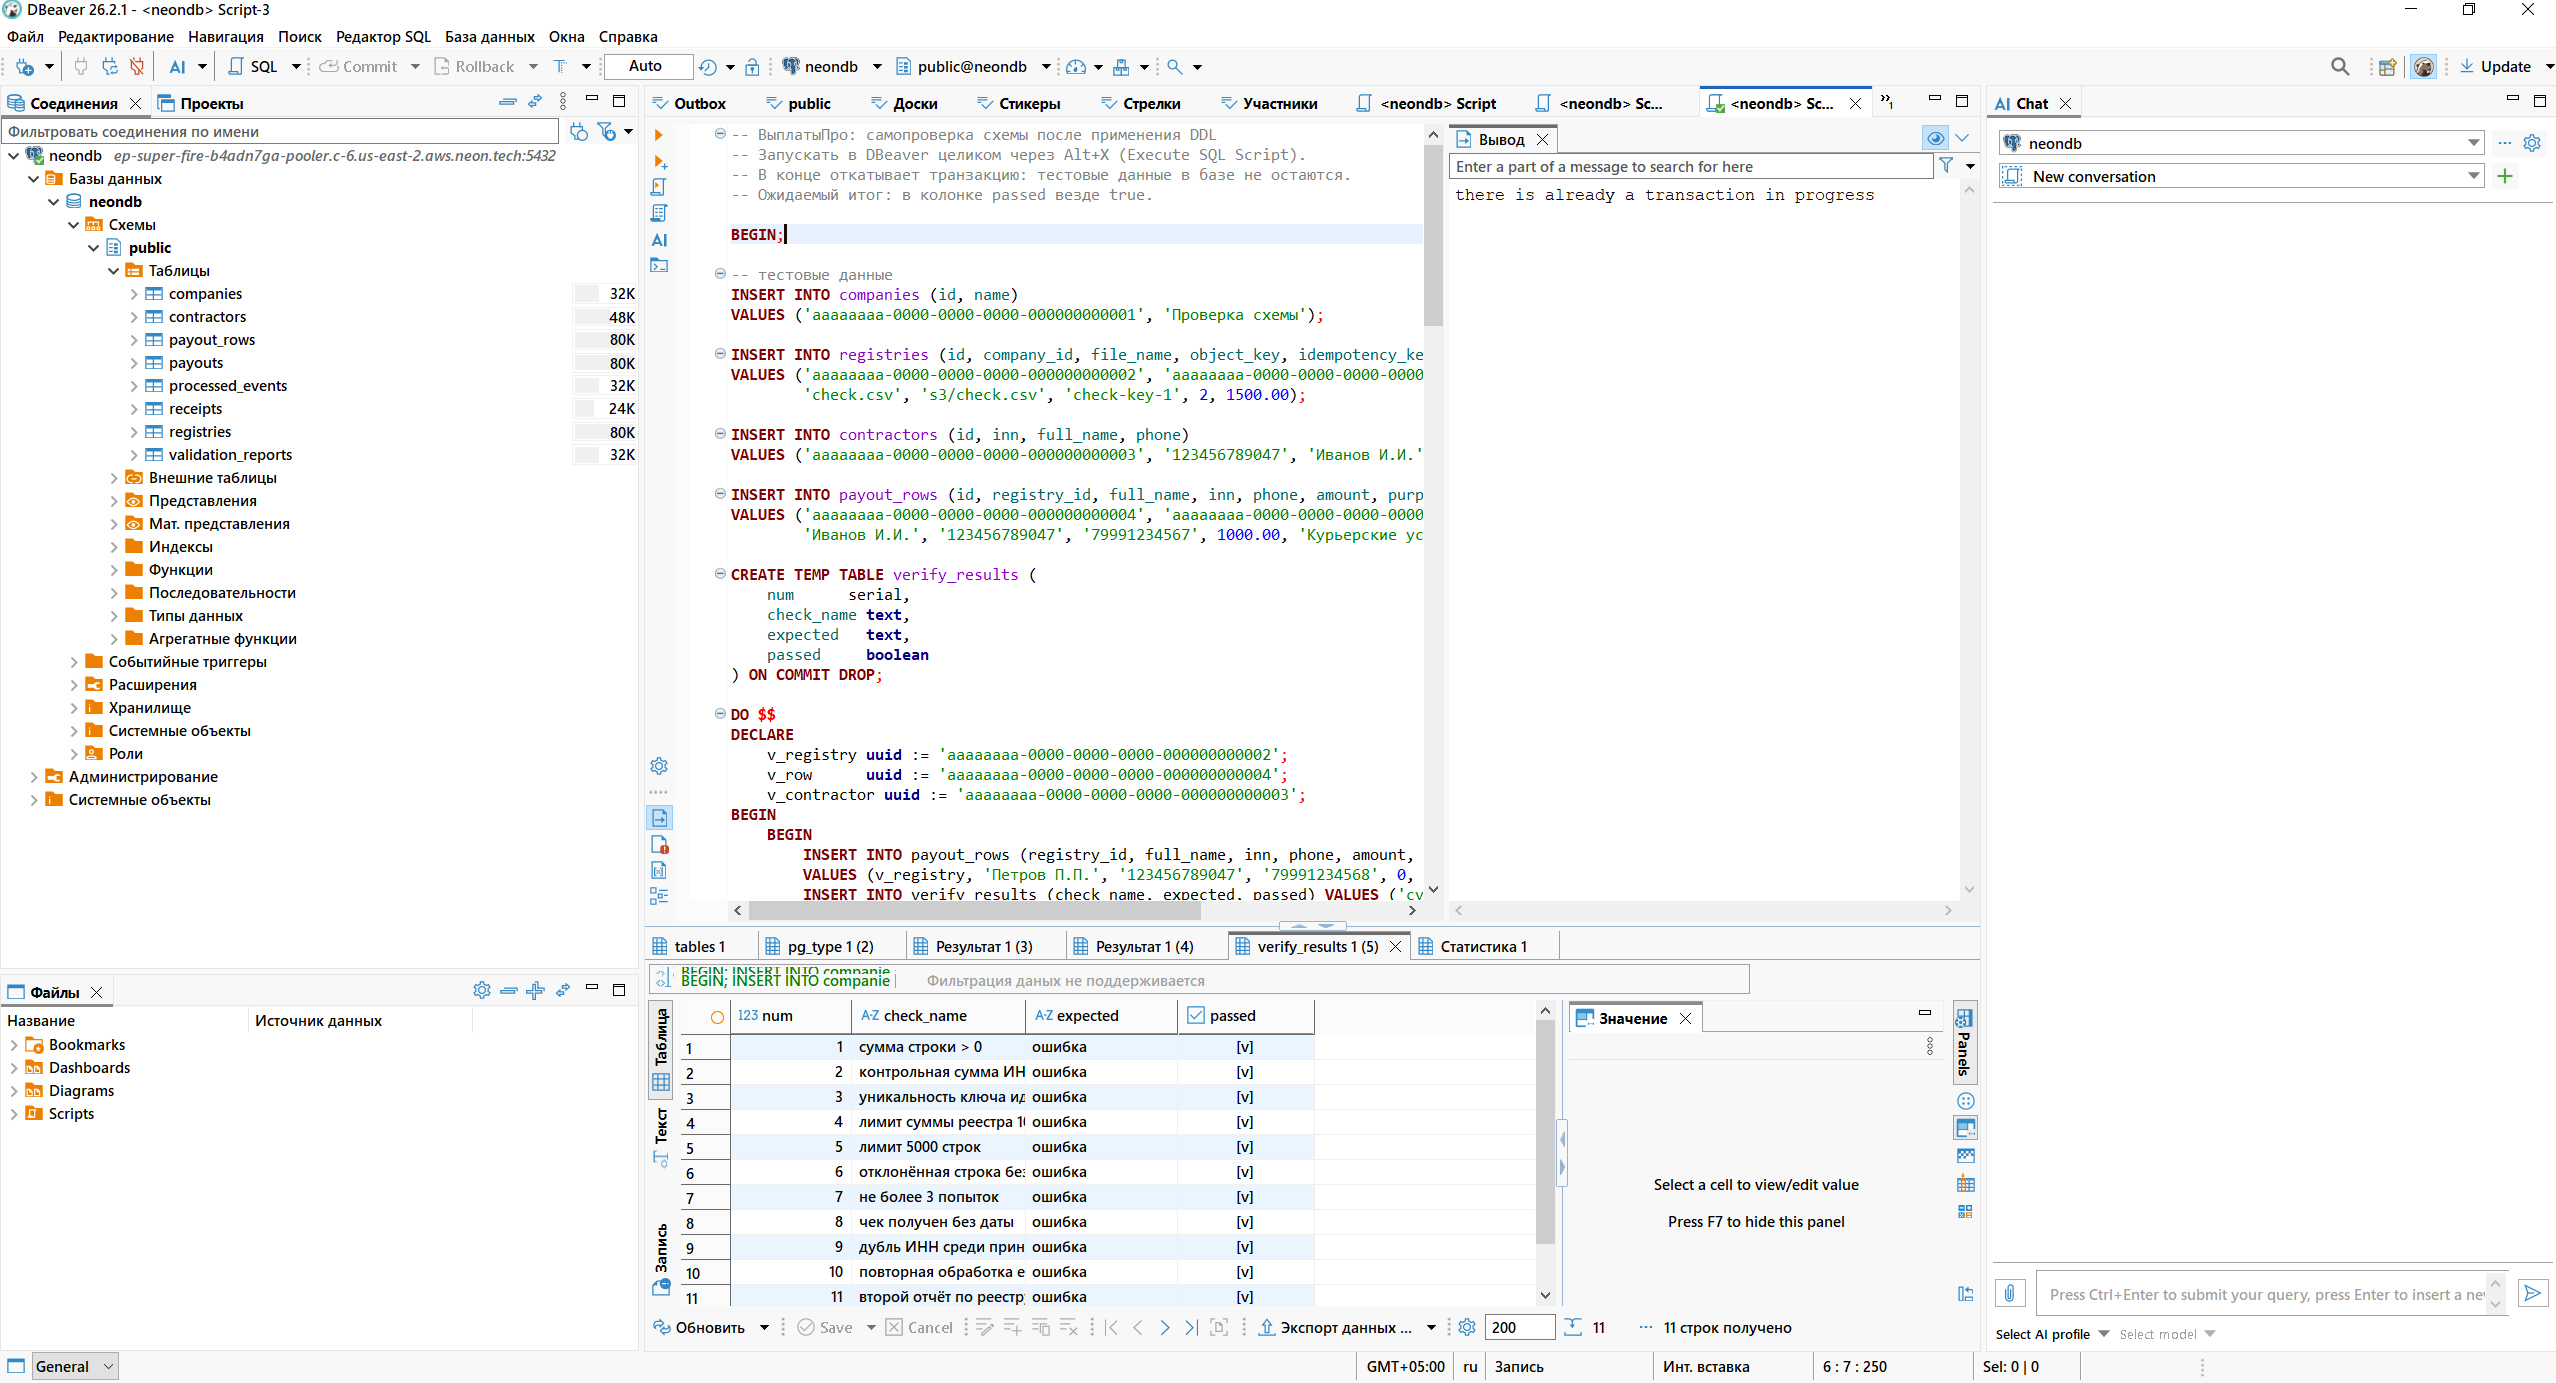 DBeaver 26.2.1 - <neondb> Script-3
Файл Редактирование Навигация Поиск Редактор SQL База данных Окна Справка
AI SQL Commit Rollback T Auto neondb public@neondb Update
Соединения Проекты
Фильтровать соединения по имени
neondb ep-super-fire-b4adn7ga-pooler.c-6.us-east-2.aws.neon.tech:5432
Базы данных
neondb
Схемы
public
Таблицы
companies 32K
contractors 48K
payout_rows 80K
payouts 80K
processed_events 32K
receipts 24K
registries 80K
validation_reports 32K
Внешние таблицы
Представления
Мат. представления
Индексы
Функции
Последовательности
Типы данных
Агрегатные функции
Событийные триггеры
Расширения
Хранилище
Системные объекты
Роли
Администрирование
Системные объекты
Файлы
Название Источник данных
Bookmarks
Dashboards
Diagrams
Scripts
Outbox public Доски Стикеры Стрелки Участники <neondb> Script <neondb> Sc... <neondb> Sc... »1
AI
-- ВыплатыПро: самопроверка схемы после применения DDL
-- Запускать в DBeaver целиком через Alt+X (Execute SQL Script).
-- В конце откатывает транзакцию: тестовые данные в базе не остаются.
-- Ожидаемый итог: в колонке passed везде true.
BEGIN;
-- тестовые данные
INSERT INTO companies (id, name)
VALUES ('aaaaaaaa-0000-0000-0000-000000000001', 'Проверка схемы');
INSERT INTO registries (id, company_id, file_name, object_key, idempotency_ke
VALUES ('aaaaaaaa-0000-0000-0000-000000000002', 'aaaaaaaa-0000-0000-0000-0000
'check.csv', 's3/check.csv', 'check-key-1', 2, 1500.00);
INSERT INTO contractors (id, inn, full_name, phone)
VALUES ('aaaaaaaa-0000-0000-0000-000000000003', '123456789047', 'Иванов И.И.'
INSERT INTO payout_rows (id, registry_id, full_name, inn, phone, amount, purp
VALUES ('aaaaaaaa-0000-0000-0000-000000000004', 'aaaaaaaa-0000-0000-0000-0000
'Иванов И.И.', '123456789047', '79991234567', 1000.00, 'Курьерские ус
CREATE TEMP TABLE verify_results (
num serial,
check_name text,
expected text,
passed boolean
) ON COMMIT DROP;
DO $$
DECLARE
v_registry uuid := 'aaaaaaaa-0000-0000-0000-000000000002';
v_row uuid := 'aaaaaaaa-0000-0000-0000-000000000004';
v_contractor uuid := 'aaaaaaaa-0000-0000-0000-000000000003';
BEGIN
BEGIN
INSERT INTO payout_rows (registry_id, full_name, inn, phone, amount,
VALUES (v_registry, 'Петров П.П.', '123456789047', '79991234568', 0,
INSERT INTO verify_results (check_name, expected, passed) VALUES ('су
Вывод
Enter a part of a message to search for here
there is already a transaction in progress
tables 1 pg_type 1 (2) Результат 1 (3) Результат 1 (4) verify_results 1 (5) Статистика 1
BEGIN; INSERT INTO companie
BEGIN; INSERT INTO companie Фильтрация даных не поддерживается
Таблица
Текст
Запись
123 num A-Z check_name A-Z expected passed
1 1 сумма строки > 0 ошибка [v]
2 2 контрольная сумма ИН ошибка [v]
3 3 уникальность ключа ид ошибка [v]
4 4 лимит суммы реестра 1 ошибка [v]
5 5 лимит 5000 строк ошибка [v]
6 6 отклонённая строка без ошибка [v]
7 7 не более 3 попыток ошибка [v]
8 8 чек получен без даты ошибка [v]
9 9 дубль ИНН среди прин ошибка [v]
10 10 повторная обработка е ошибка [v]
11 11 второй отчёт по реестру ошибка [v]
Значение
Select a cell to view/edit value
Press F7 to hide this panel
Panels
Обновить Save Cancel Экспорт данных ... 200 11 ... 11 строк получено
AI Chat
neondb
New conversation
Press Ctrl+Enter to submit your query, press Enter to insert a ne
Select AI profile Select model
General GMT+05:00 ru Запись Инт. вставка 6 : 7 : 250 Sel: 0 | 0